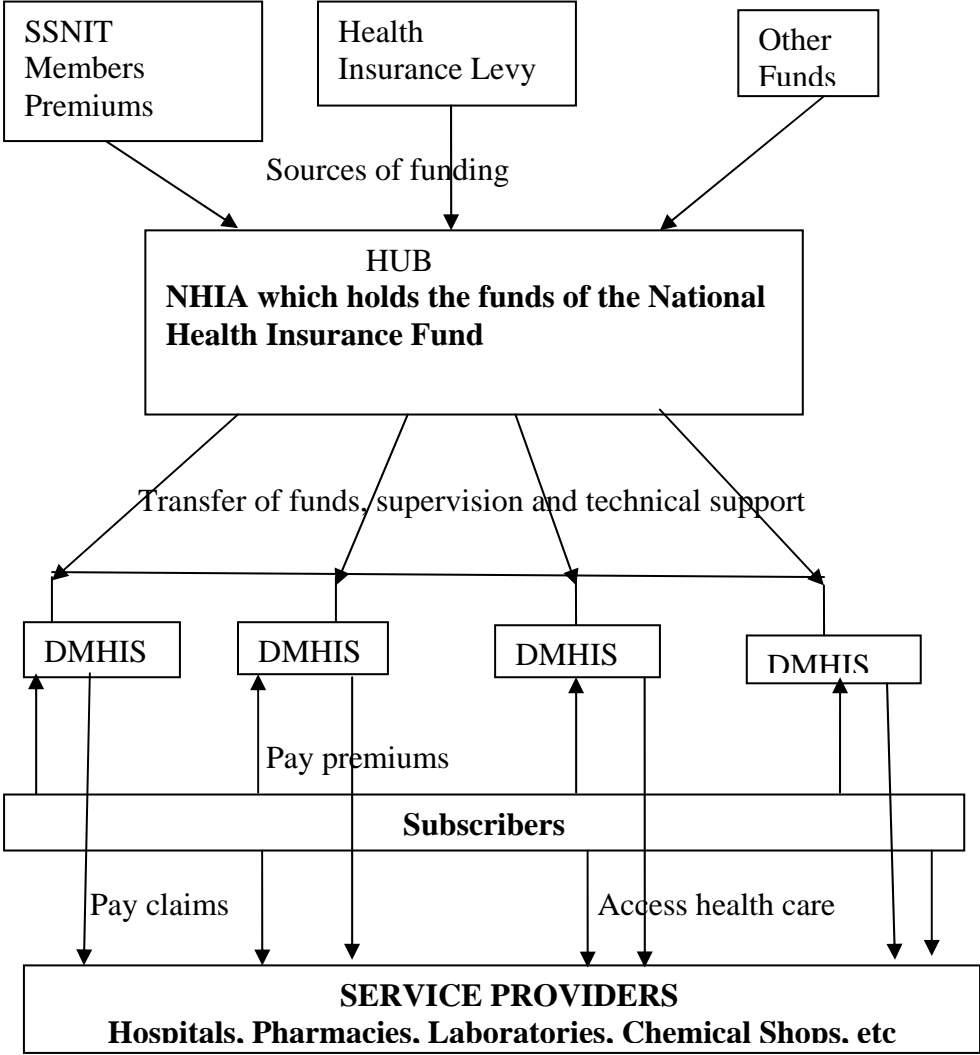 SSNIT
Members
Premiums
Health
Insurance Levy
Other
Funds
Sources of funding
HUB
NHIA which holds the funds of the National
Health Insurance Fund
Transfer of funds, supervision and technical support
DMHIS
DMHIS
DMHIS
DMHIS
Pay premiums
Subscribers
Pay claims
Access health care
SERVICE PROVIDERS
Hospitals, Pharmacies, Laboratories, Chemical Shops, etc